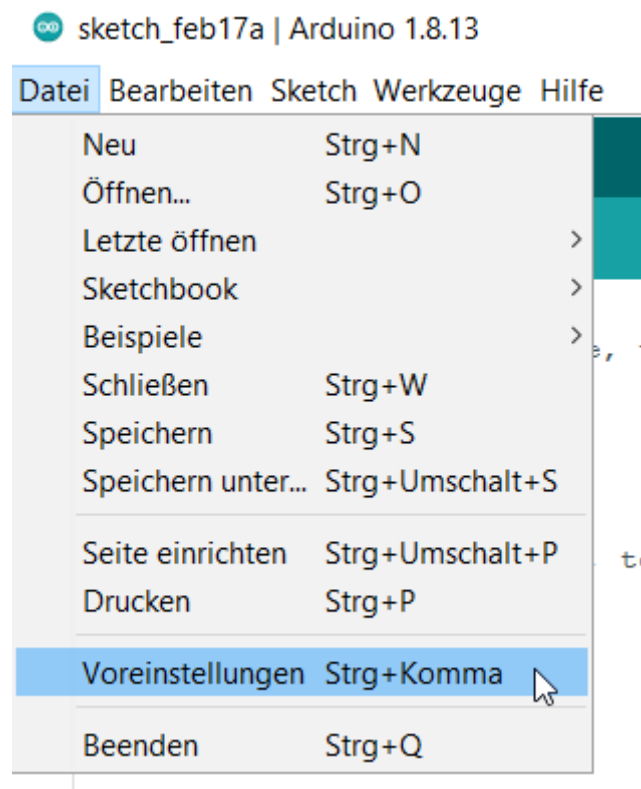 sketch_feb17a | Arduino 1.8.13
Datei Bearbeiten Sketch Werkzeuge Hilfe
Neu Strg+N
Öffnen... Strg+O
Letzte öffnen
Sketchbook
Beispiele
Schließen Strg+W
Speichern Strg+S
Speichern unter... Strg+Umschalt+S
Seite einrichten Strg+Umschalt+P
Drucken Strg+P
Voreinstellungen Strg+Komma
Beenden Strg+Q